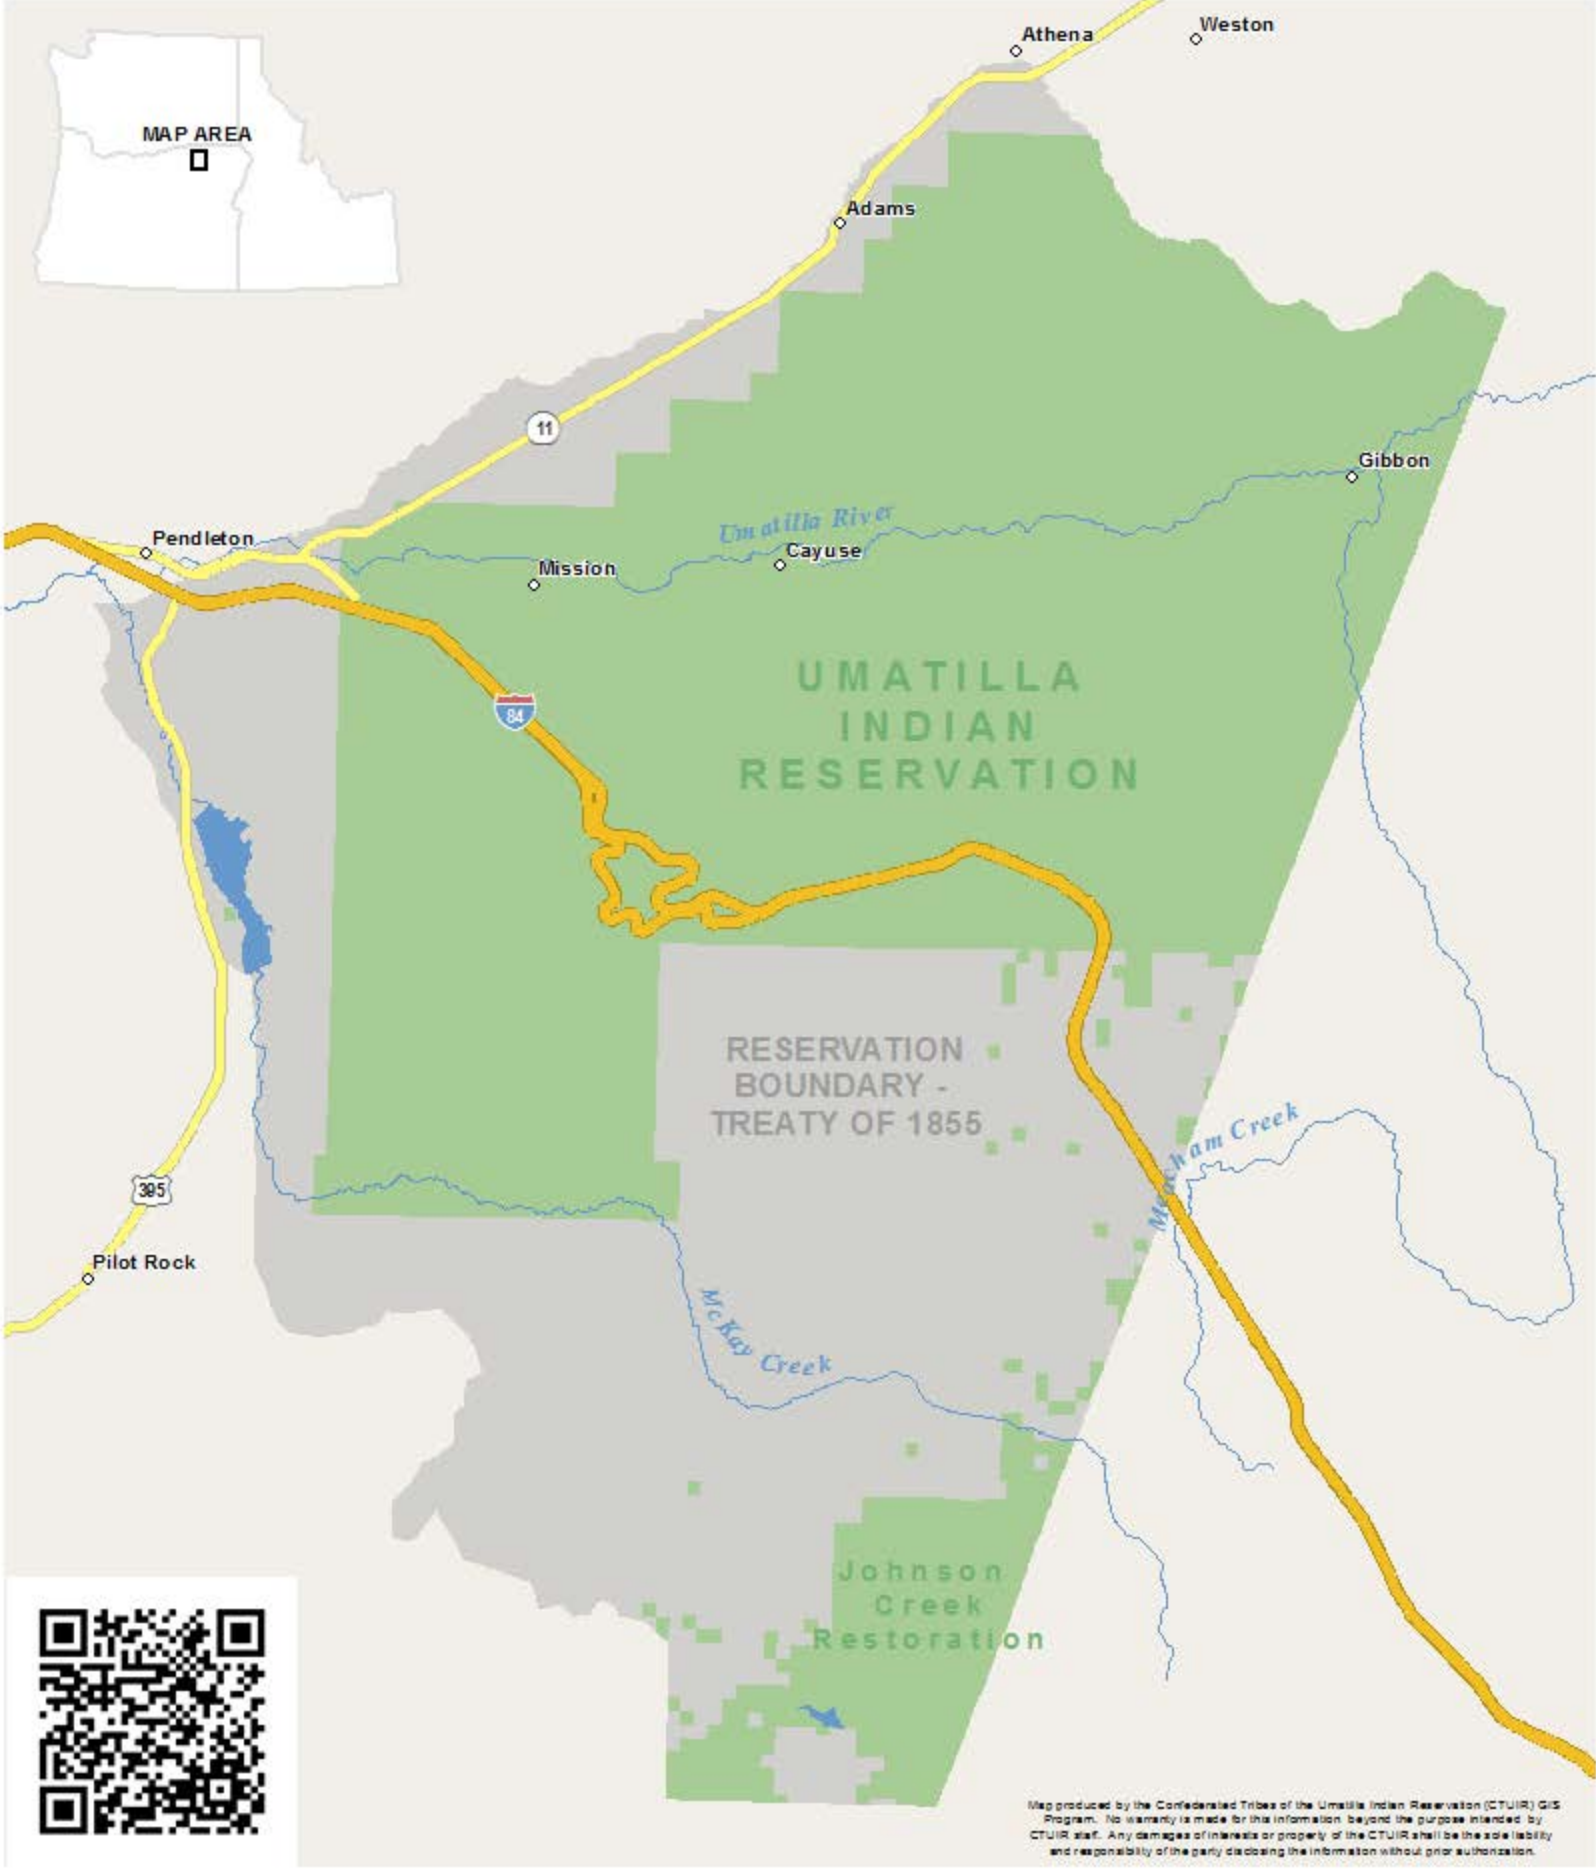 Weston
Athena
MAP AREA
Adams
11
Gibbon
Umatilla River
Pendleton
Cayuse
Mission
UMATILLA
INDIAN
RESERVATION
84
RESERVATION
BOUNDARY -
TREATY OF 1855
Meacham Creek
395
Pilot Rock
McKay Creek
Johnson
Creek
Restoration
Map produced by the Confederated Tribes of the Umatilla Indian Reservation (CTUIR) GIS
Program. No warranty is made for this information beyond the purpose intended by
CTUIR staff. Any damages of interests or property of the CTUIR shall be the sole liability
and responsibility of the party disclosing the information without prior authorization.